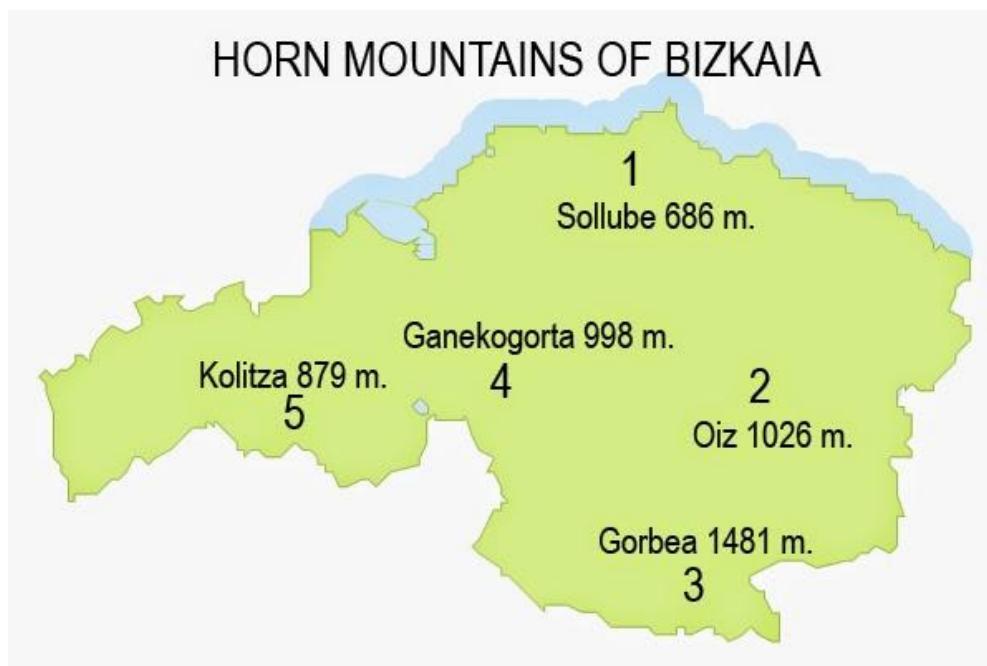 HORN MOUNTAINS OF BIZKAIA
1
Sollube 686 m.
Ganekogorta 998 m.
4
Kolitza 879 m.
5
2
Oiz 1026 m.
Gorbea 1481 m.
3